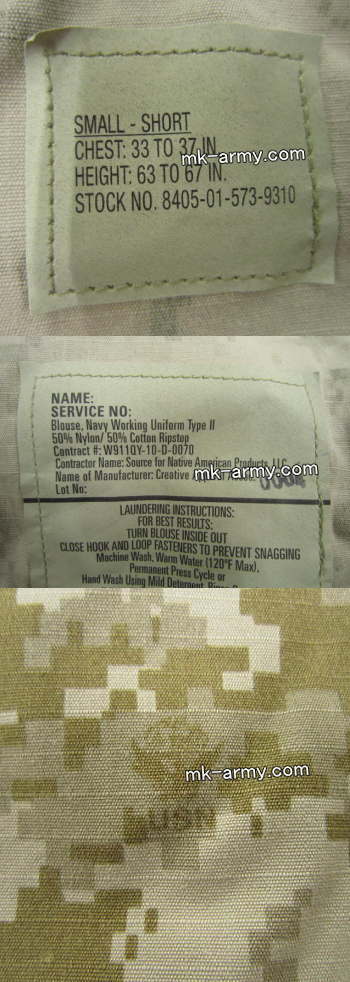 SMALL - SHORT
CHEST: 33 TO 37 IN.
mk-army.com
HEIGHT: 63 TO 67 IN.
STOCK NO. 8405-01-573-9310
NAME:
SERVICE NO:
Blouse, Navy Working Uniform Type II
50% Nylon/ 50% Cotton Ripstop
Contract #: W911QY-10-D-0070
Contractor Name: Source for Native American Products, LLC
Name of Manufacturer: Creative
mk-army.com
Lot No:
LAUNDERING INSTRUCTIONS:
FOR BEST RESULTS:
TURN BLOUSE INSIDE OUT
CLOSE HOOK AND LOOP FASTENERS TO PREVENT SNAGGING
Machine Wash, Warm Water (120°F Max).
Permanent Press Cycle or
Hand Wash Using Mild Detergent,
mk-army.com
USN